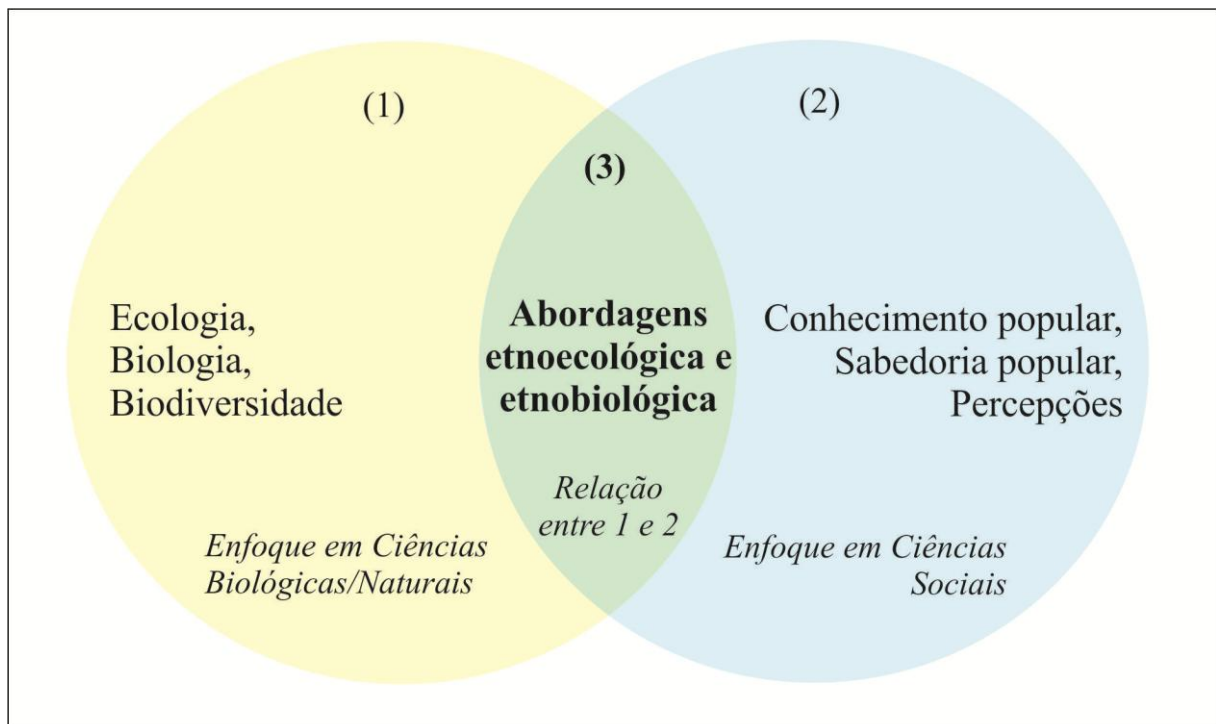 (1)
Ecologia,
Biologia,
Biodiversidade
Enfoque em Ciências
Biológicas/Naturais
(3)
Abordagens
etnoecológica e
etnobiológica
Relação
entre 1 e 2
(2)
Conhecimento popular,
Sabedoria popular,
Percepções
Enfoque em Ciências
Sociais